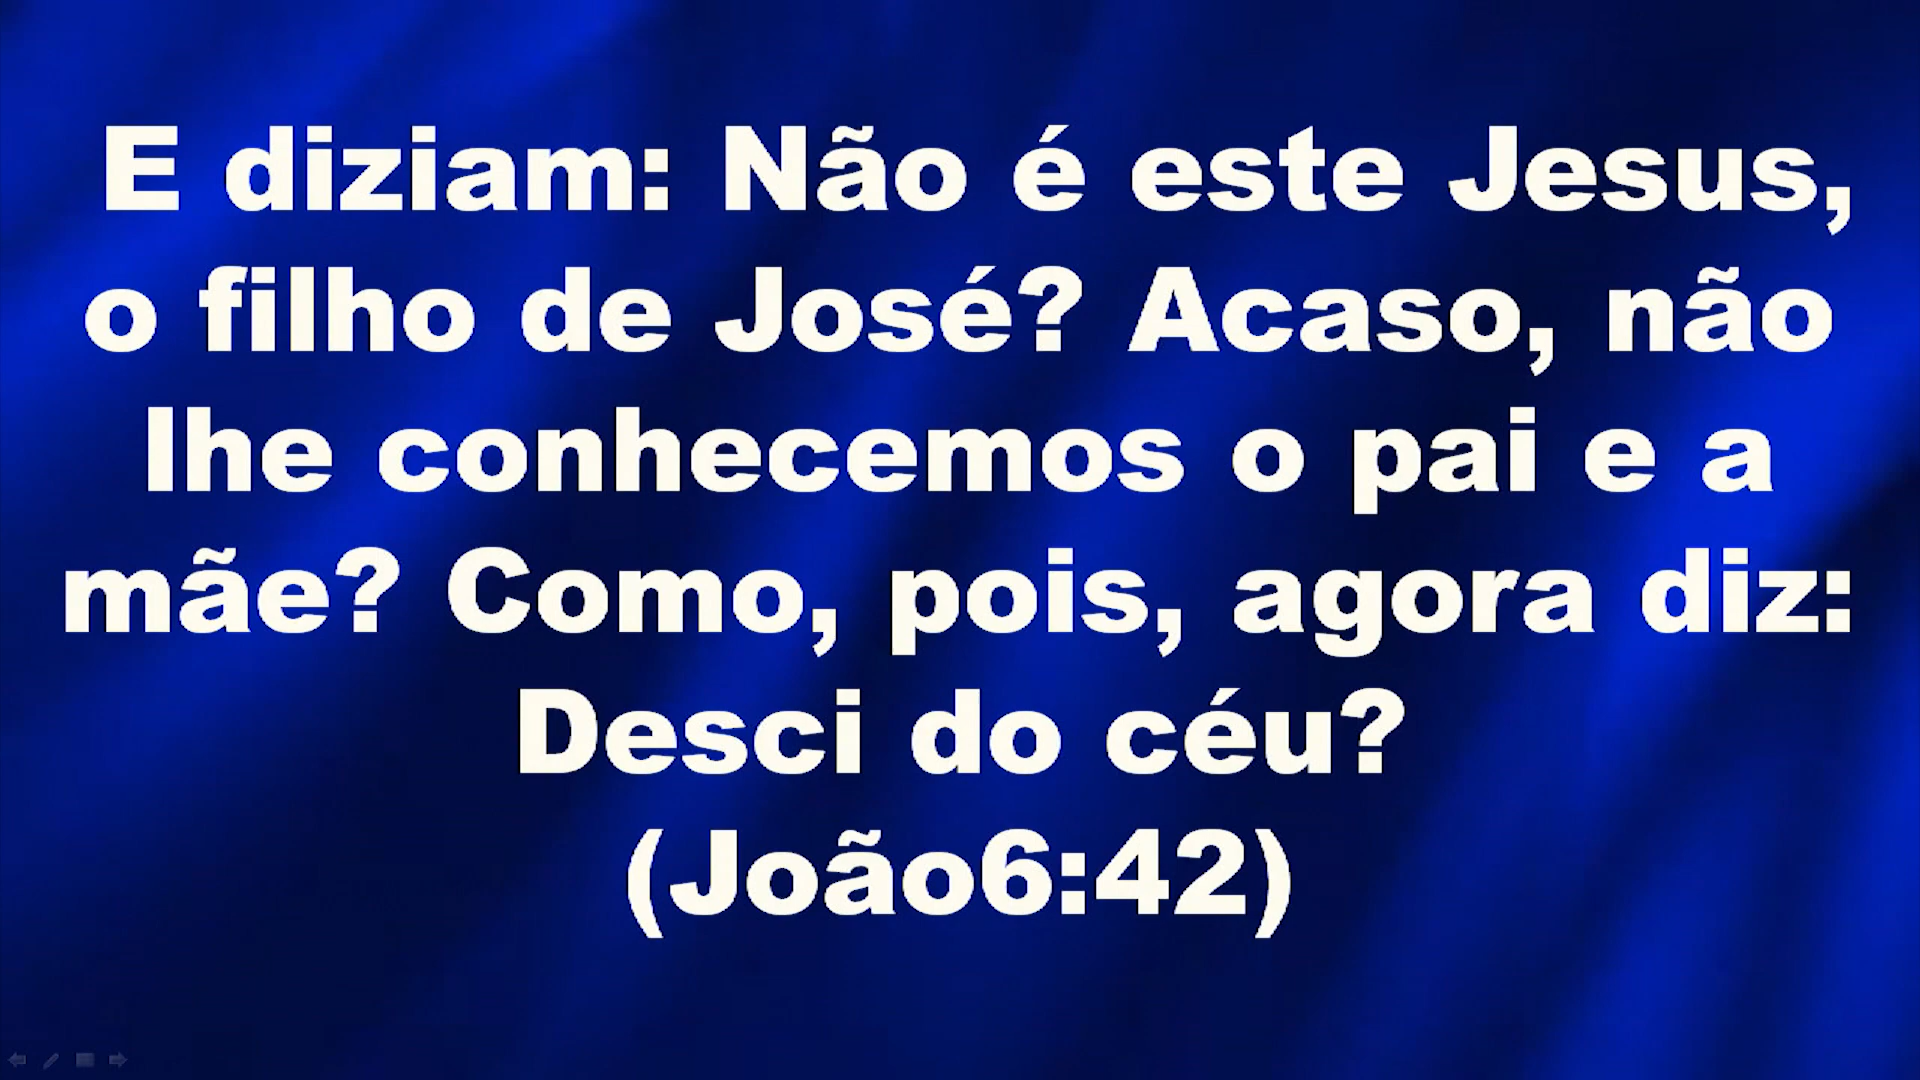 E diziam: Não é este Jesus,
o filho de José? Acaso, não
lhe conhecemos o pai e a
mãe? Como, pois, agora diz:
Desci do céu?
(João6:42)